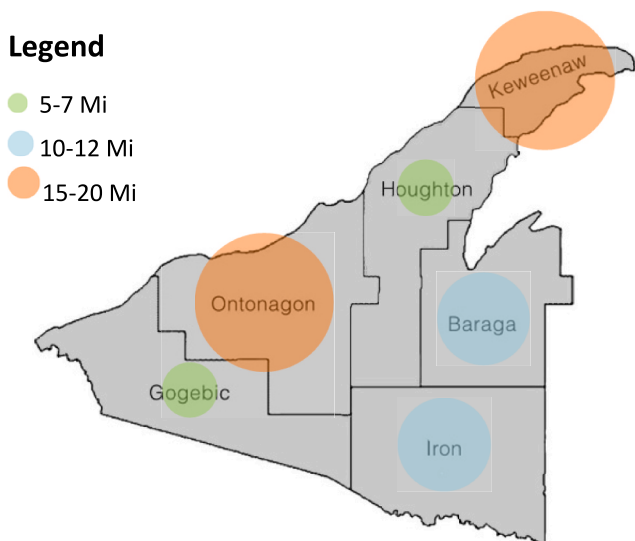 Legend
5-7 Mi
10-12 Mi
15-20 Mi
Keweenaw
Houghton
Ontonagon
Baraga
Gogebic
Iron